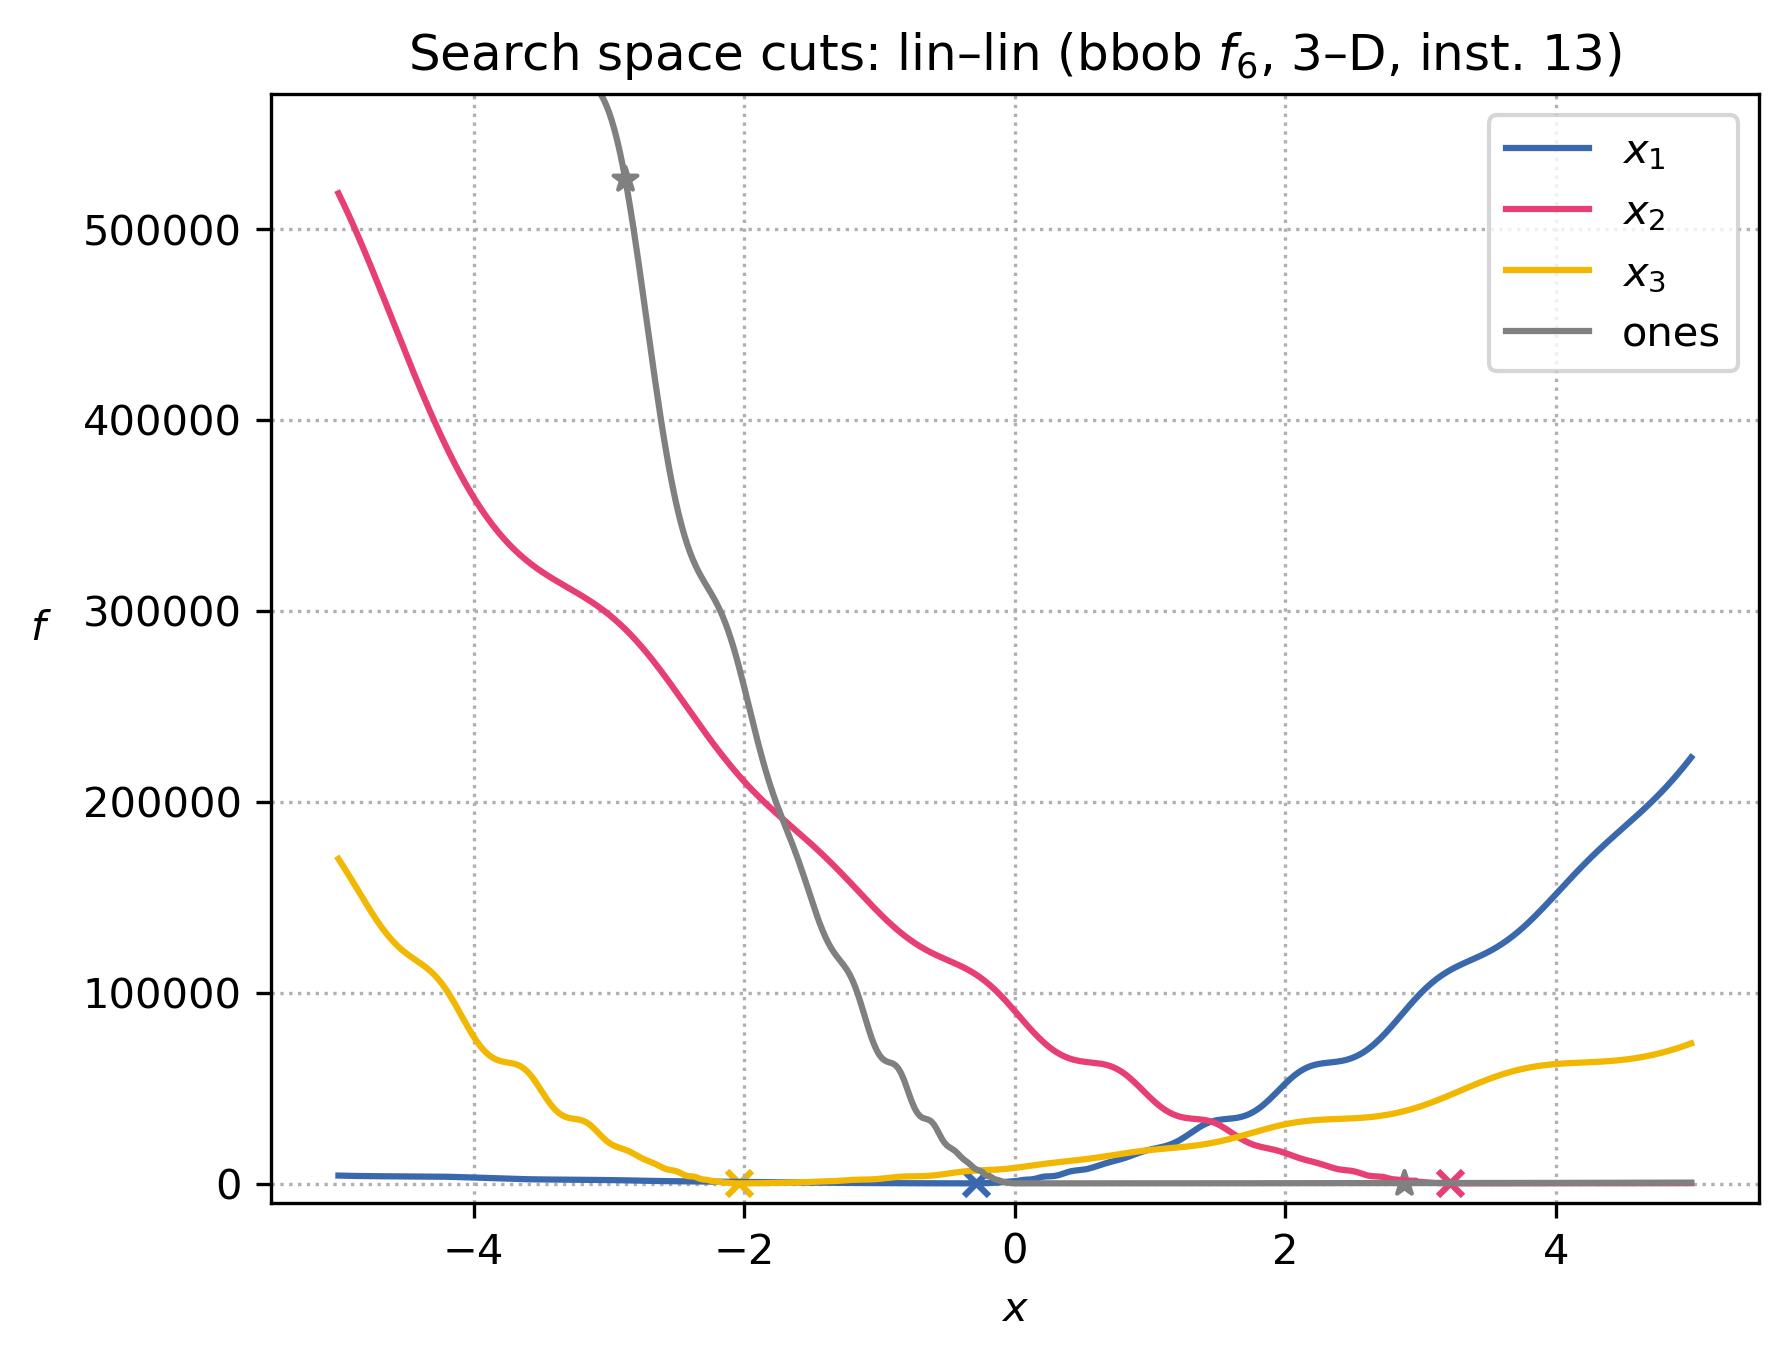 Search space cuts: lin–lin (bbob f₆, 3–D, inst. 13)
x₁
x₂
x₃
ones
500000
400000
300000
200000
100000
0
f
−4
−2
0
2
4
x